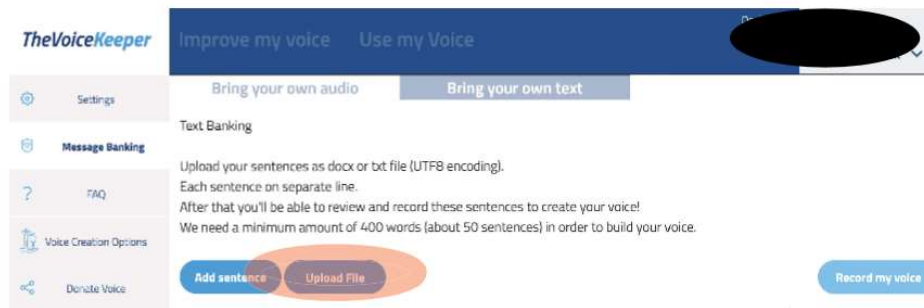 TheVoiceKeeper
Improve my voice Use my Voice
Bring your own audio Bring your own text
Settings
Message Banking
FAQ
Voice Creation Options
Donate Voice
Text Banking
Upload your sentences as docx or txt file (UTF8 encoding).
Each sentence on separate line.
After that you'll be able to review and record these sentences to create your voice!
We need a minimum amount of 400 words (about 50 sentences) in order to build your voice.
Add sentence Upload File Record my voice